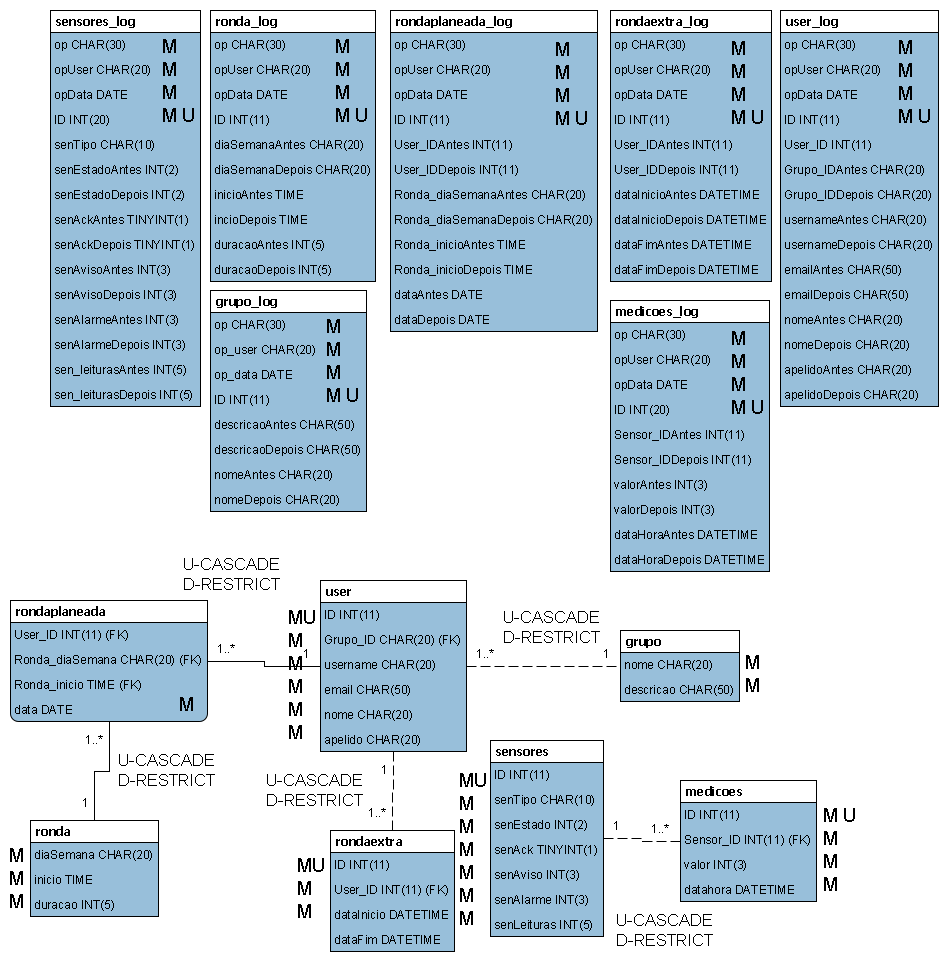 sensores_log
op CHAR(30) M
opUser CHAR(20) M
opData DATE M
ID INT(20) M U
senTipo CHAR(10)
senEstadoAntes INT(2)
senEstadoDepois INT(2)
senAckAntes TINYINT(1)
senAckDepois TINYINT(1)
senAvisoAntes INT(3)
senAvisoDepois INT(3)
senAlarmeAntes INT(3)
senAlarmeDepois INT(3)
sen_leiturasAntes INT(5)
sen_leiturasDepois INT(5)
ronda_log
op CHAR(30) M
opUser CHAR(20) M
opData DATE M
ID INT(11) M U
diaSemanaAntes CHAR(20)
diaSemanaDepois CHAR(20)
inicioAntes TIME
incioDepois TIME
duracaoAntes INT(5)
duracaoDepois INT(5)
grupo_log
op CHAR(30) M
op_user CHAR(20) M
op_data DATE M
ID INT(11) M U
descricaoAntes CHAR(50)
descricaoDepois CHAR(50)
nomeAntes CHAR(20)
nomeDepois CHAR(20)
rondaplaneada_log
op CHAR(30) M
opUser CHAR(20) M
opData DATE M
ID INT(11) M U
User_IDAntes INT(11)
User_IDDepois INT(11)
Ronda_diaSemanaAntes CHAR(20)
Ronda_diaSemanaDepois CHAR(20)
Ronda_inicioAntes TIME
Ronda_inicioDepois TIME
dataAntes DATE
dataDepois DATE
rondaextra_log
op CHAR(30) M
opUser CHAR(20) M
opData DATE M
ID INT(11) M U
User_IDAntes INT(11)
User_IDDepois INT(11)
dataInicioAntes DATETIME
dataInicioDepois DATETIME
dataFimAntes DATETIME
dataFimDepois DATETIME
medicoes_log
op CHAR(30) M
opUser CHAR(20) M
opData DATE M
ID INT(20) M U
Sensor_IDAntes INT(11)
Sensor_IDDepois INT(11)
valorAntes INT(3)
valorDepois INT(3)
dataHoraAntes DATETIME
dataHoraDepois DATETIME
user_log
op CHAR(30) M
opUser CHAR(20) M
opData DATE M
ID INT(11) M U
User_ID INT(11)
Grupo_IDAntes CHAR(20)
Grupo_IDDepois CHAR(20)
usernameAntes CHAR(20)
usernameDepois CHAR(20)
emailAntes CHAR(50)
emailDepois CHAR(50)
nomeAntes CHAR(20)
nomeDepois CHAR(20)
apelidoAntes CHAR(20)
apelidoDepois CHAR(20)
U-CASCADE
D-RESTRICT
rondaplaneada
User_ID INT(11) (FK)
Ronda_diaSemana CHAR(20) (FK)
Ronda_inicio TIME (FK)
data DATE M
1..*
1
user
MU ID INT(11)
M Grupo_ID CHAR(20) (FK)
M username CHAR(20)
M email CHAR(50)
M nome CHAR(20)
M apelido CHAR(20)
U-CASCADE
D-RESTRICT
1..*
1
grupo
nome CHAR(20) M
descricao CHAR(50) M
1..*
U-CASCADE
D-RESTRICT
1
ronda
M diaSemana CHAR(20)
M inicio TIME
M duracao INT(5)
1
U-CASCADE
D-RESTRICT
1..*
rondaextra
MU ID INT(11)
M User_ID INT(11) (FK)
M dataInicio DATETIME
dataFim DATETIME
sensores
MU ID INT(11)
M senTipo CHAR(10)
M senEstado INT(2)
M senAck TINYINT(1)
M senAviso INT(3)
M senAlarme INT(3)
M senLeituras INT(5)
1
1..*
medicoes
ID INT(11) M U
Sensor_ID INT(11) (FK) M
valor INT(3) M
datahora DATETIME M
U-CASCADE
D-RESTRICT